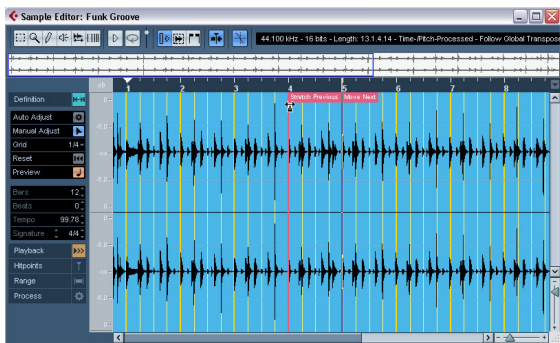 Sample Editor: Funk Groove
44.100 kHz - 16 bits - Length: 13.1.4.14 - Time-/Pitch-Processed - Follow Global Transpose
dB 1 2 3 4 5 6 7 8
Definition
Stretch Previous Move Next
Auto Adjust
Manual Adjust
Grid 1/4
Reset
Preview
Bars 12
Beats 0
Tempo 99.78
Signature 4/4
Playback
Hitpoints
Range
Process